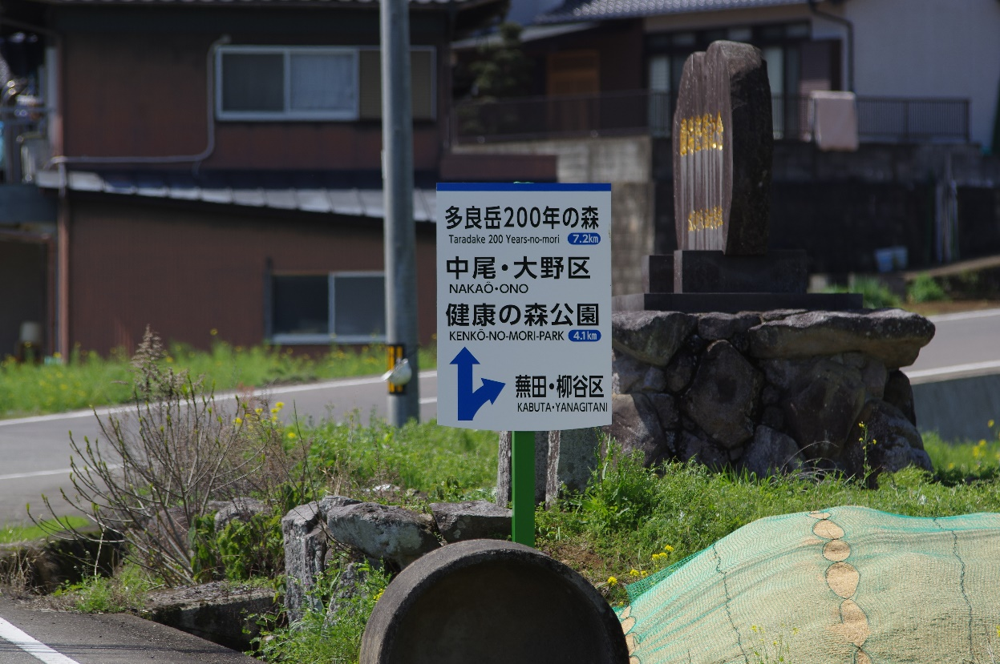 多良岳200年の森
Taradake 200 Years-no-mori 7.2km
中尾・大野区
NAKAŌ・ONO
健康の森公園
KENKŌ-NO-MORI-PARK 4.1km
蕪田・柳谷区
KABUTA・YANAGITANI